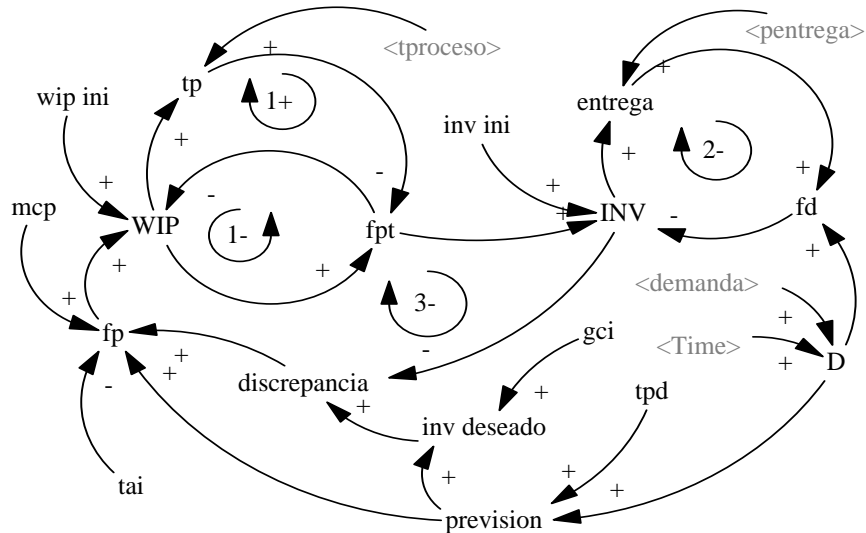 <pentrega>
<tproceso>
+
+
tp
wip ini
1+
entrega
inv ini
+
+
2-
-
+
+
+
mcp
-
+
WIP
1-
fpt
+
INV
-
fd
+
+
+
<demanda>
3-
+
fp
+
gci
<Time>
+
-
+
D
+
-
discrepancia
+
+
tpd
inv deseado
tai
+
+
+
prevision